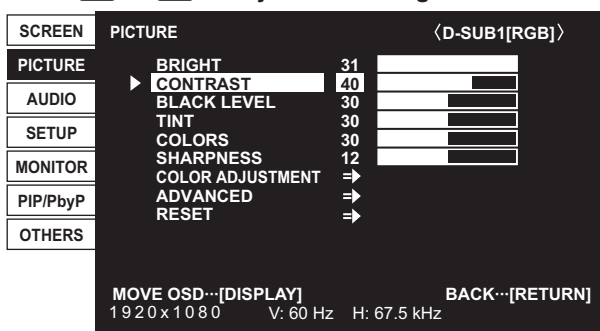 SCREEN
PICTURE
AUDIO
SETUP
MONITOR
PIP/PbyP
OTHERS
PICTURE 〈D-SUB1[RGB]〉
BRIGHT 31
CONTRAST 40
BLACK LEVEL 30
TINT 30
COLORS 30
SHARPNESS 12
COLOR ADJUSTMENT
ADVANCED
RESET
MOVE OSD···[DISPLAY] BACK···[RETURN]
1920x1080 V: 60 Hz H: 67.5 kHz